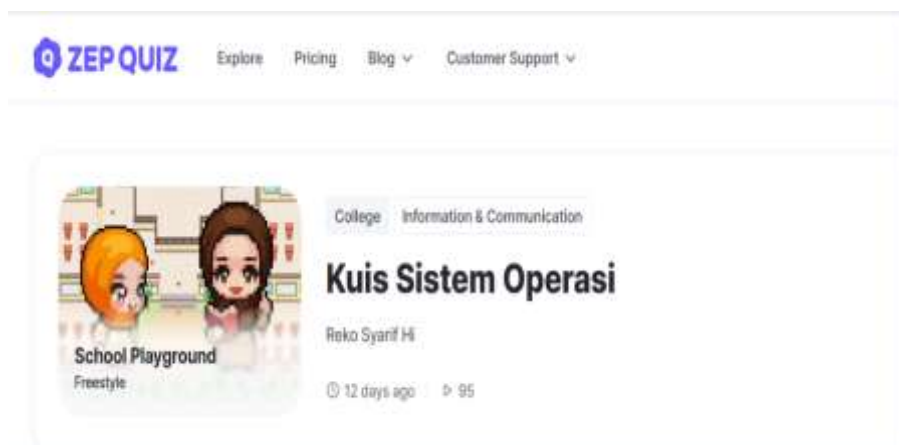 ZEP QUIZ Explore Pricing Blog Customer Support
College Information & Communication
Kuis Sistem Operasi
Reko Syarif Hi
School Playground
Freestyle
12 days ago 95